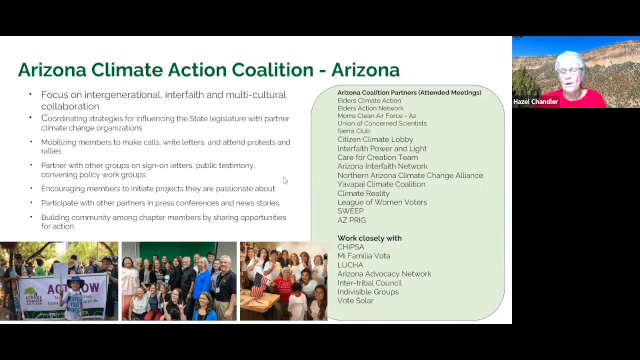 Arizona Climate Action Coalition - Arizona
• Focus on intergenerational, interfaith and multi-cultural
collaboration
• Coordinating strategies for influencing the State legislature with partner
climate change organizations
• Mobilizing members to make calls, write letters, and attend protests and
rallies
• Partner with other groups on sign-on letters, public testimony,
convening policy work groups.
• Encouraging members to initiate projects they are passionate about
• Participate with other partners in press conferences and news stories.
• Building community among chapter members by sharing opportunities
for action.
Arizona Coalition Partners (Attended Meetings)
Elders Climate Action
Elders Action Network
Moms Clean Air Force - Az
Union of Concerned Scientists
Sierra Club
Citizen Climate Lobby
Interfaith Power and Light
Care for Creation Team
Arizona Interfaith Network
Northern Arizona Climate Change Alliance
Yavapai Climate Coalition
Climate Reality
League of Women Voters
SWEEP
AZ PRIG
Work closely with
CHIPSA
Mi Familia Vota
LUCHA
Arizona Advocacy Network
Inter-tribal Council
Indivisible Groups
Vote Solar
Hazel Chandler